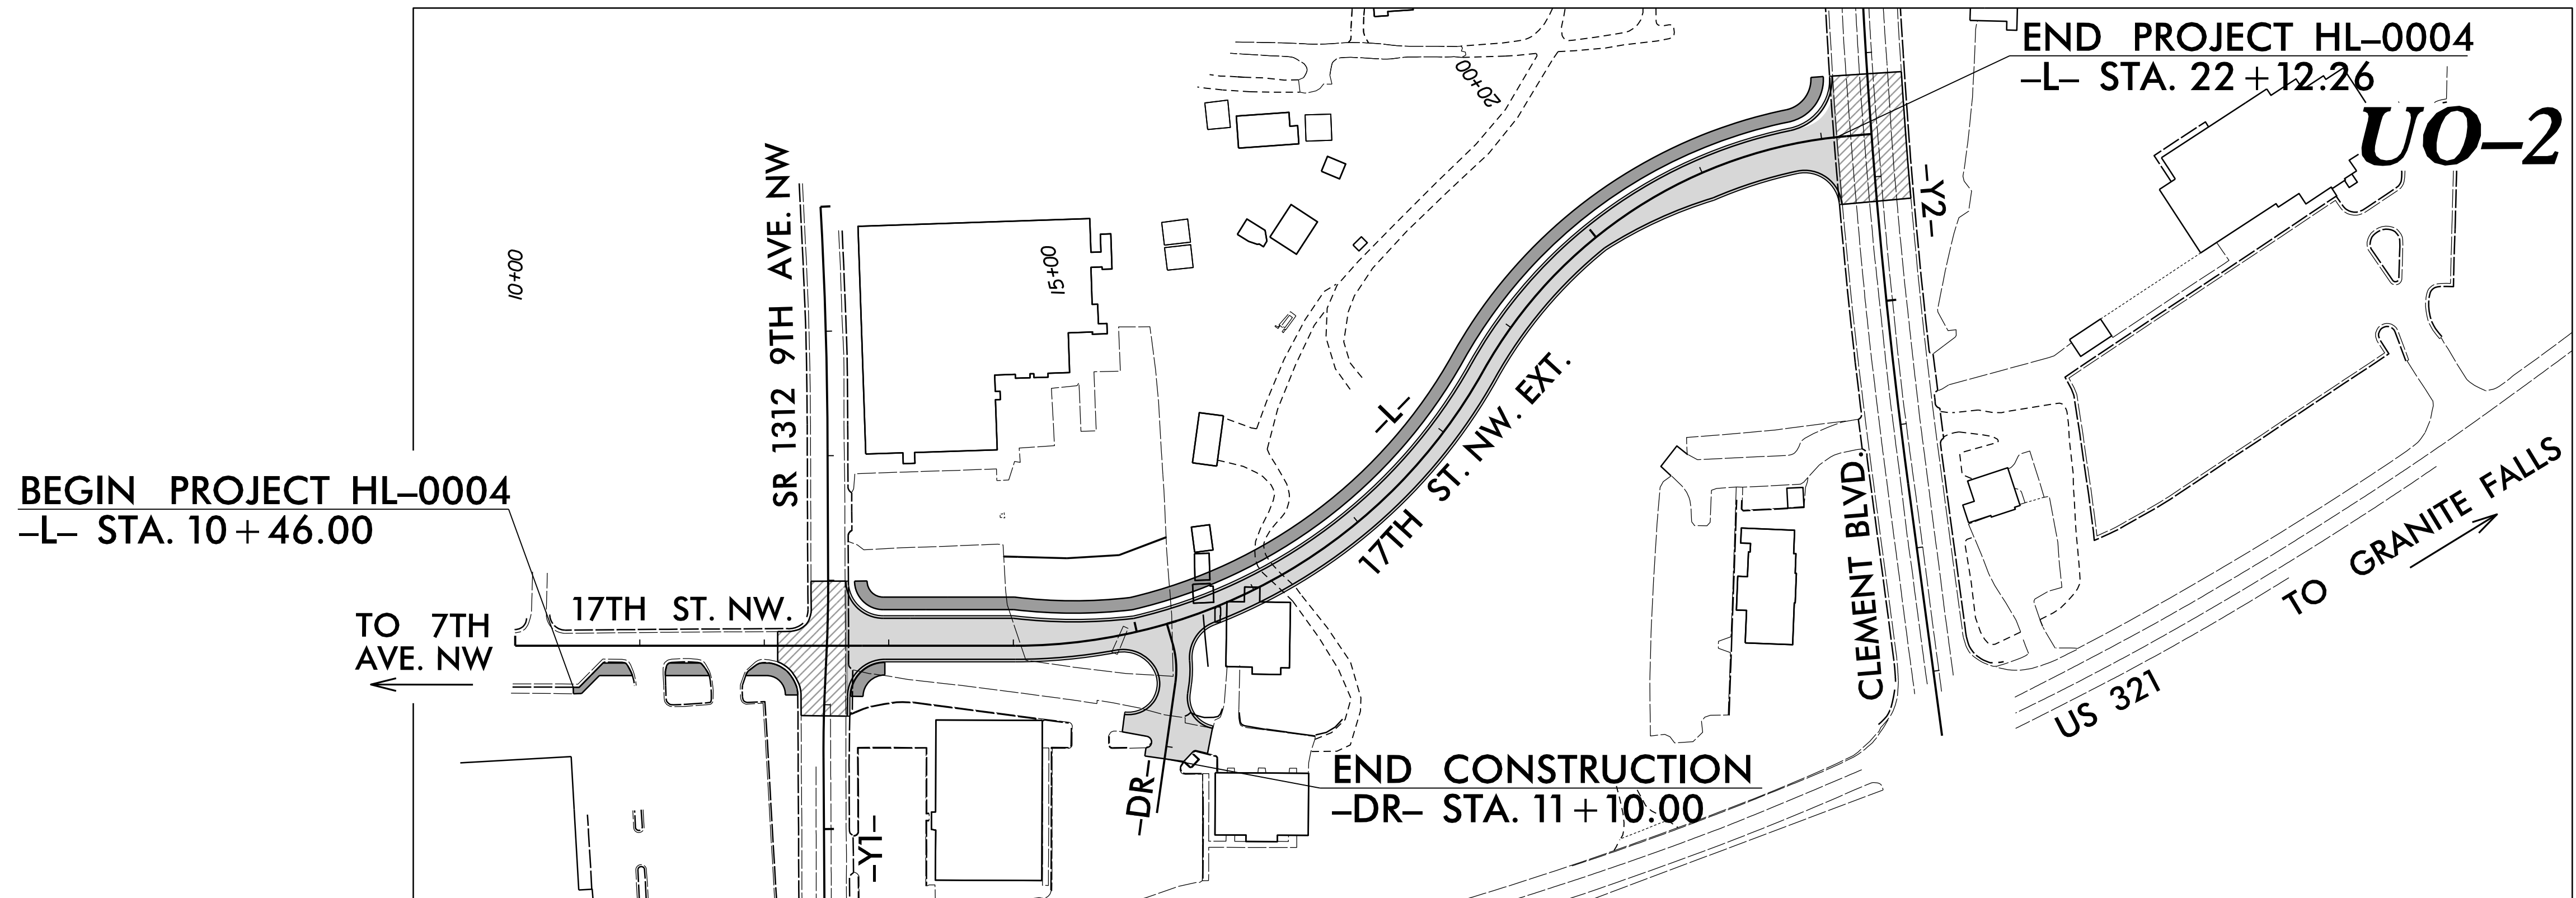 END PROJECT HL–0004
–L– STA. 22+12.26
UO–2
20+00
SR 1312 9TH AVE. NW
–Y2–
10+00
15+00
–L–
17TH ST. NW. EXT.
BEGIN PROJECT HL–0004
–L– STA. 10+46.00
CLEMENT BLVD.
TO GRANITE FALLS
17TH ST. NW.
TO 7TH
AVE. NW
US 321
END CONSTRUCTION
–DR– STA. 11+10.00
–DR–
–Y1–